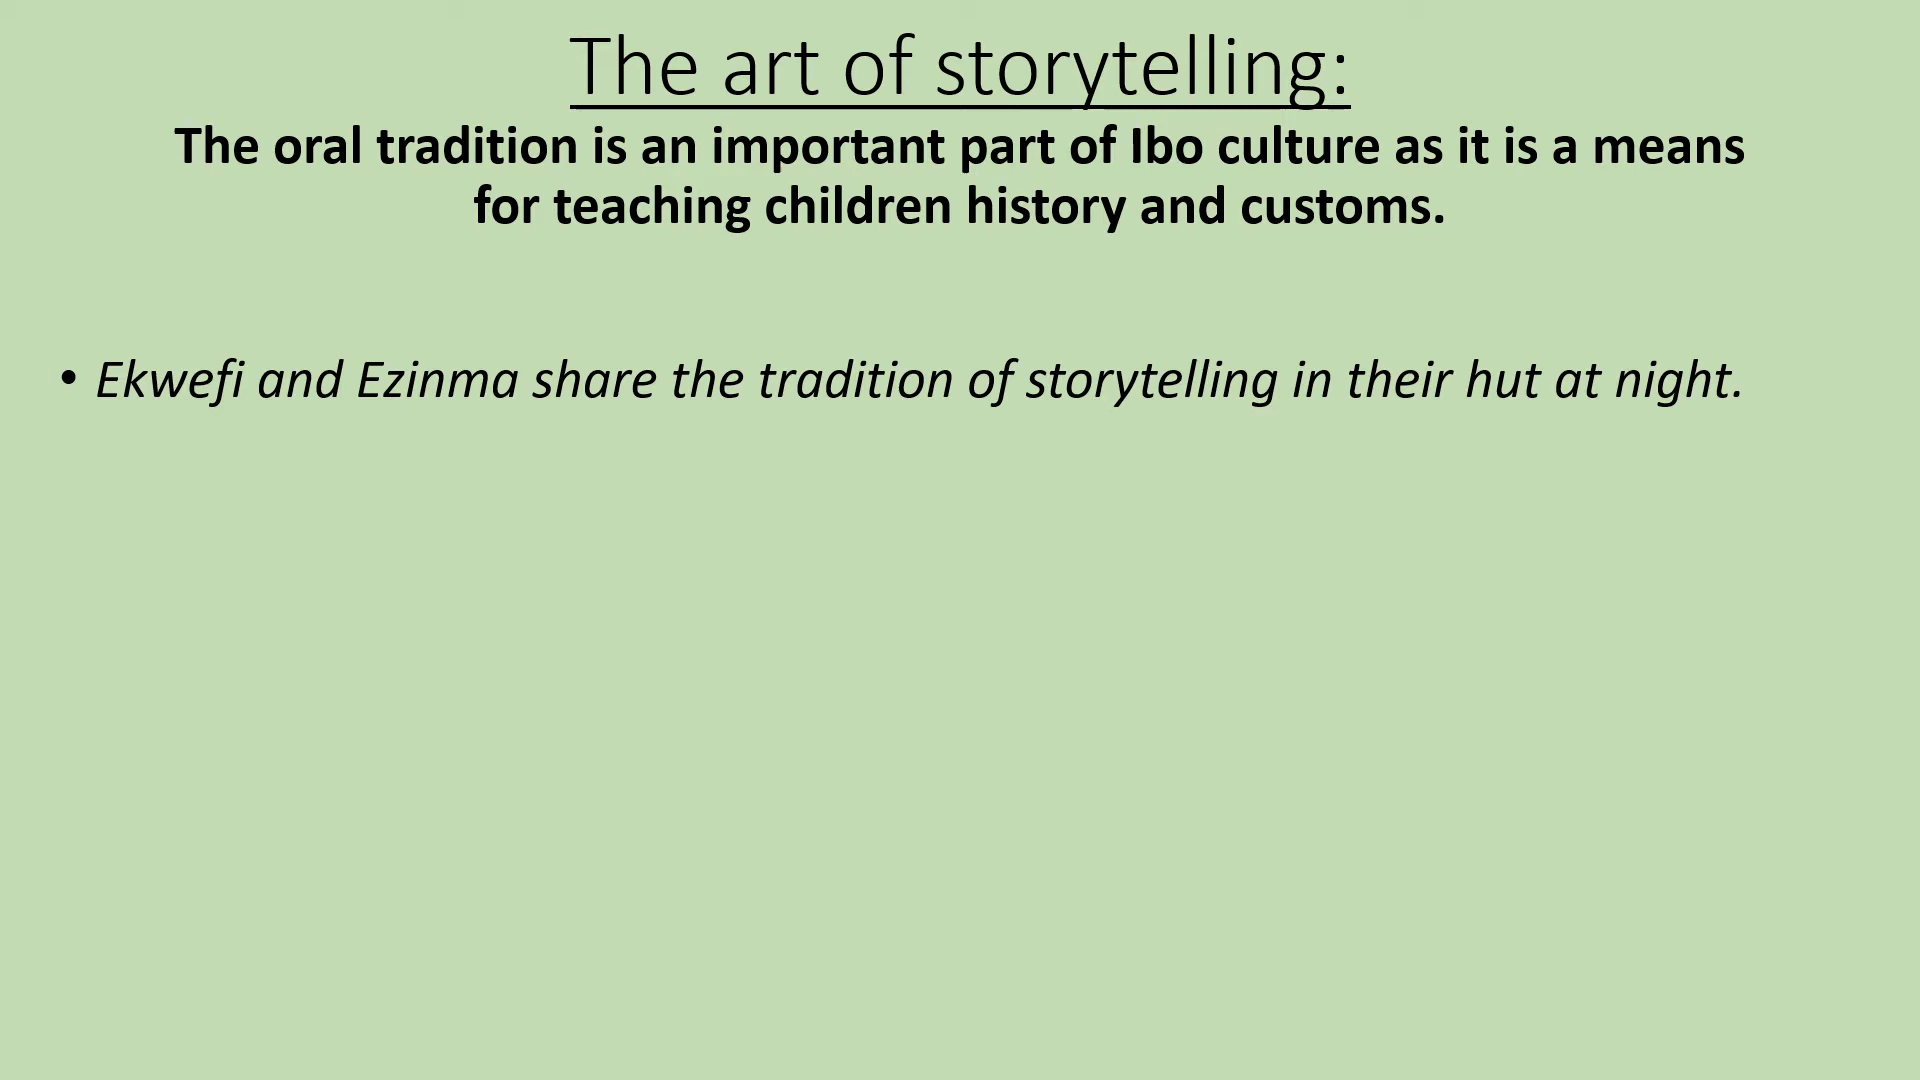 The art of storytelling:
The oral tradition is an important part of Ibo culture as it is a means
for teaching children history and customs.
• Ekwefi and Ezinma share the tradition of storytelling in their hut at night.